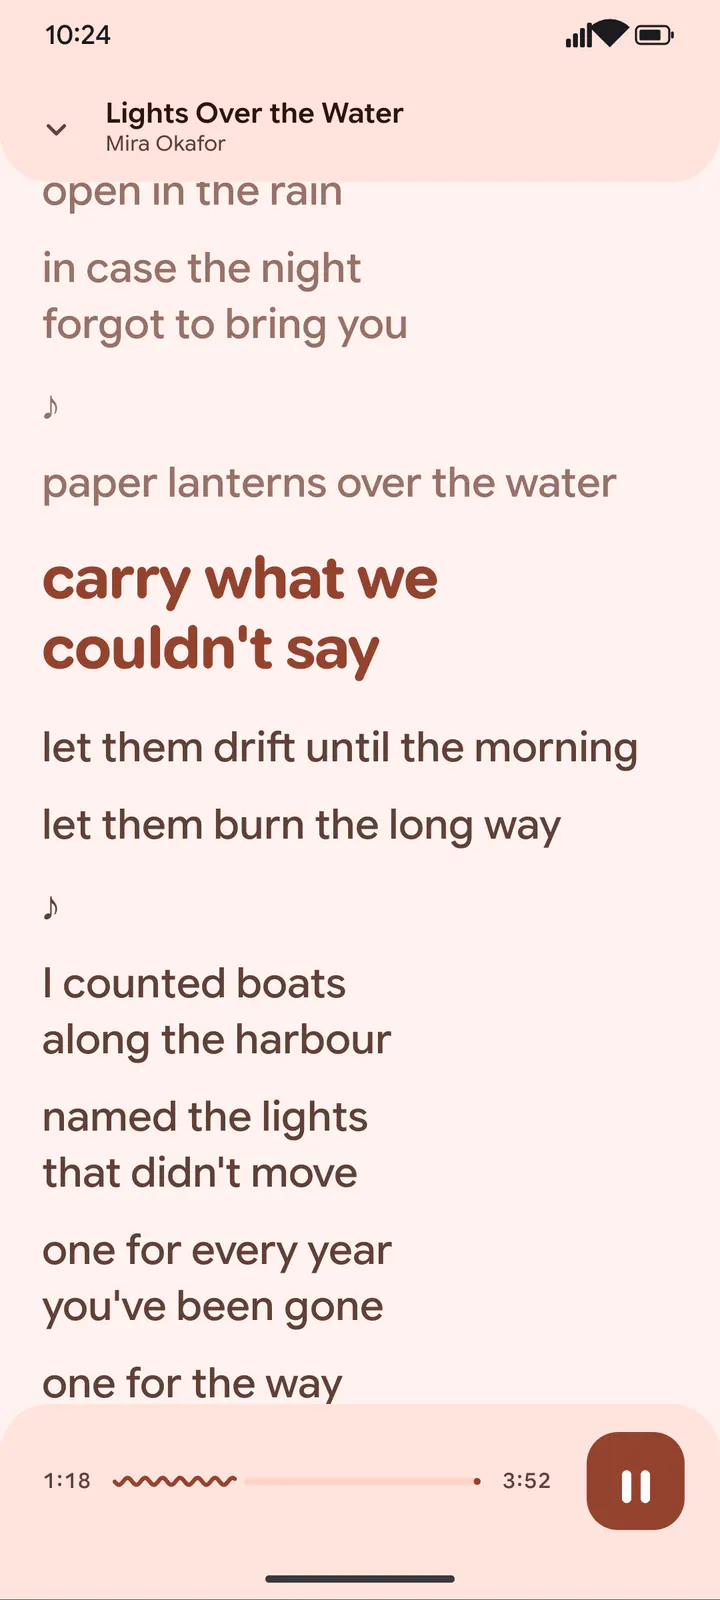 10:24
Lights Over the Water
Mira Okafor
open in the rain
in case the night
forgot to bring you
♪
paper lanterns over the water
carry what we
couldn't say
let them drift until the morning
let them burn the long way
♪
I counted boats
along the harbour
named the lights
that didn't move
one for every year
you've been gone
one for the way
1:18
3:52